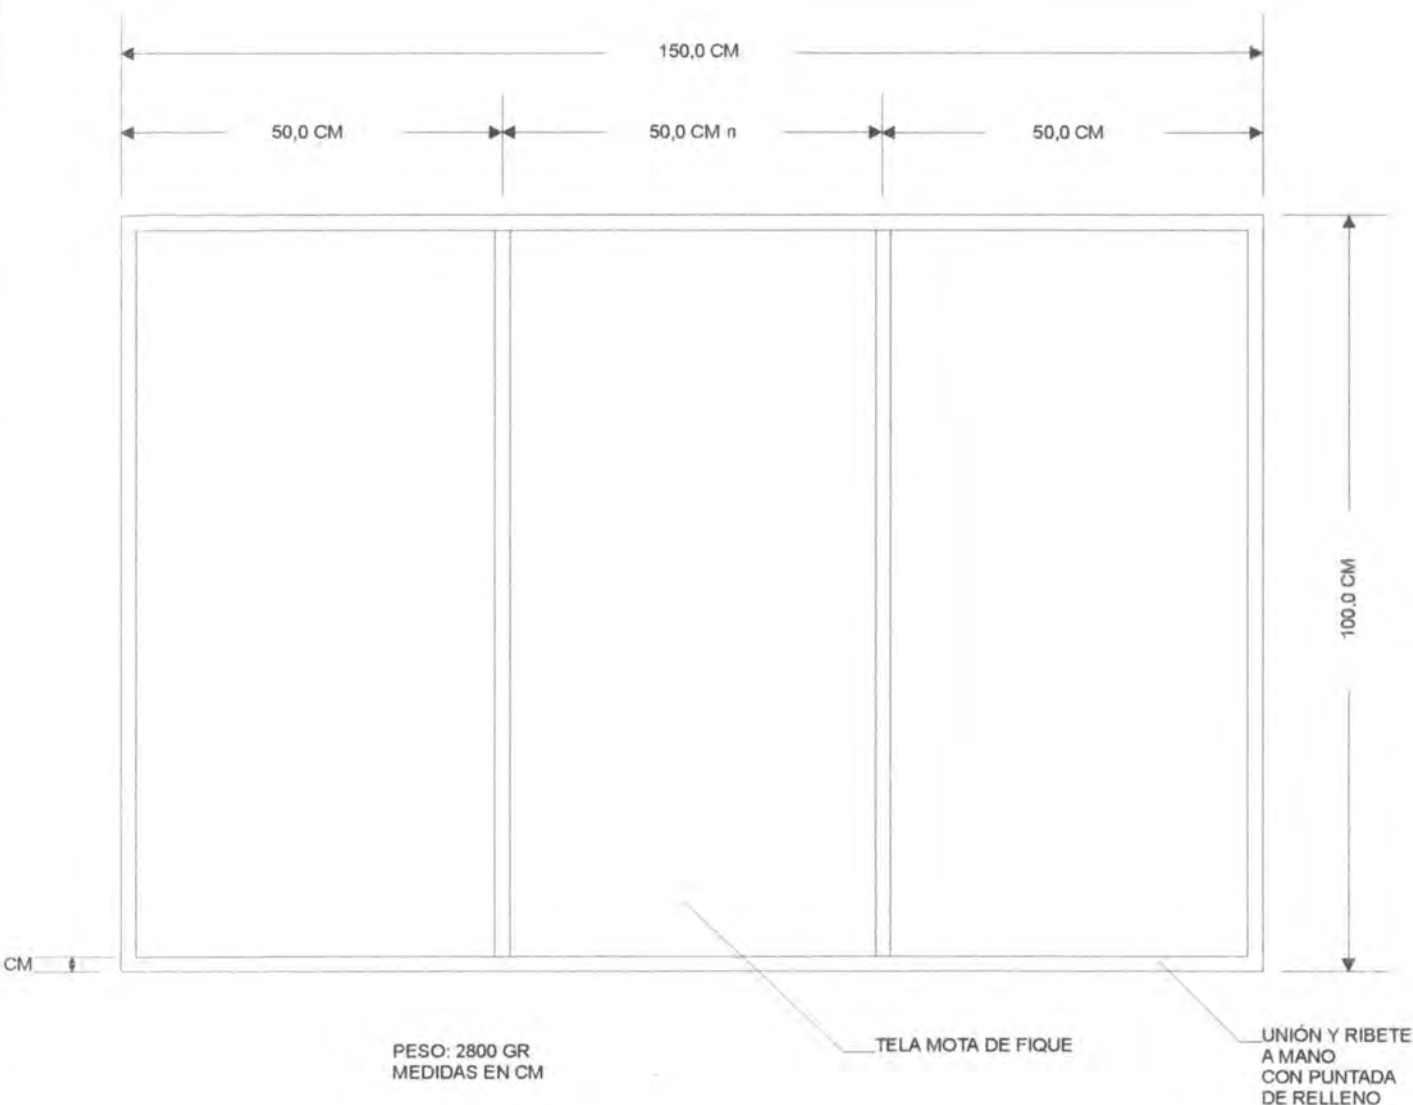 150,0 CM
50,0 CM
50,0 CM n
50,0 CM
100.0 CM
CM
PESO: 2800 GR
MEDIDAS EN CM
TELA MOTA DE FIQUE
UNIÓN Y RIBETE
A MANO
CON PUNTADA
DE RELLENO